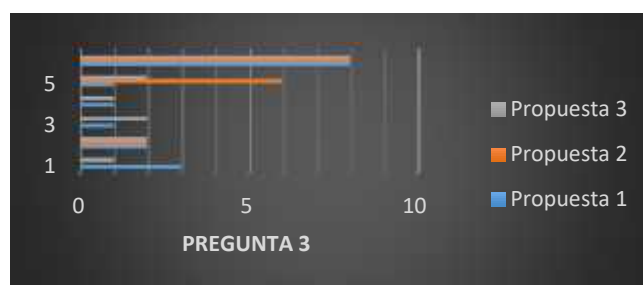 5
3
1
0 5 10
PREGUNTA 3
Propuesta 3
Propuesta 2
Propuesta 1